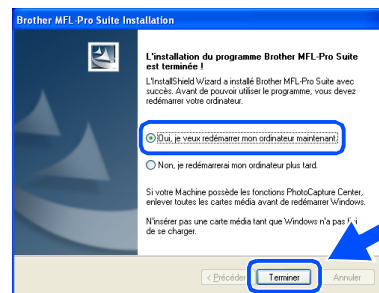 Brother MFL-Pro Suite Installation
L'installation du programme Brother MFL-Pro Suite
est terminée !
L'InstallShield Wizard a installé Brother MFL-Pro Suite avec
succès. Avant de pouvoir utiliser le programme, vous devez
redémarrer votre ordinateur.
Oui, je veux redémarrer mon ordinateur maintenant.
Non, je redémarrerai mon ordinateur plus tard.
Si votre Machine possède les fonctions PhotoCapture Center,
enlever toutes les cartes média avant de redémarrer Windows.
N'insérer pas une carte média tant que Windows n'a pas
de se charger.
< Précéder Terminer Annuler